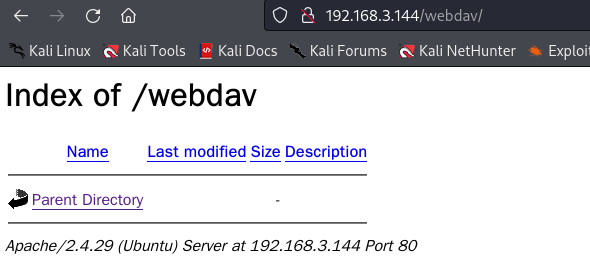 192.168.3.144/webdav/
Kali Linux Kali Tools Kali Docs Kali Forums Kali NetHunter Exploit
Index of /webdav
Name Last modified Size Description
Parent Directory -
Apache/2.4.29 (Ubuntu) Server at 192.168.3.144 Port 80